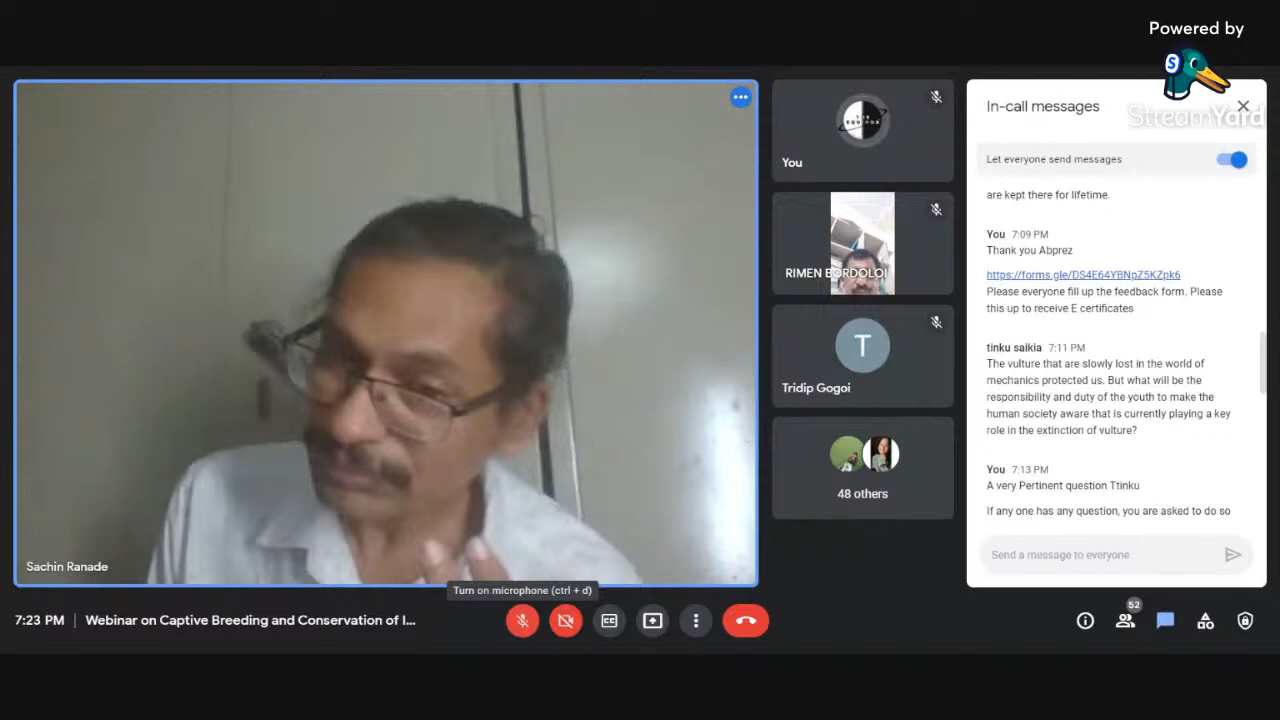 Powered by
S
StreamYard
In-call messages
Let everyone send messages
are kept there for lifetime.
You 7:09 PM
Thank you Abprez
https://forms.gle/DS4E64YBNpZ5KZpk6
Please everyone fill up the feedback form. Please
this up to receive E certificates
tinku saikia 7:11 PM
The vulture that are slowly lost in the world of
mechanics protected us. But what will be the
responsibility and duty of the youth to make the
human society aware that is currently playing a key
role in the extinction of vulture?
You 7:13 PM
A very Pertinent question Ttinku
If any one has any question, you are asked to do so
Send a message to everyone
You
RIMEN BORDOLOI
T
Tridip Gogoi
48 others
Sachin Ranade
Turn on microphone (ctrl + d)
7:23 PM
Webinar on Captive Breeding and Conservation of I...
52